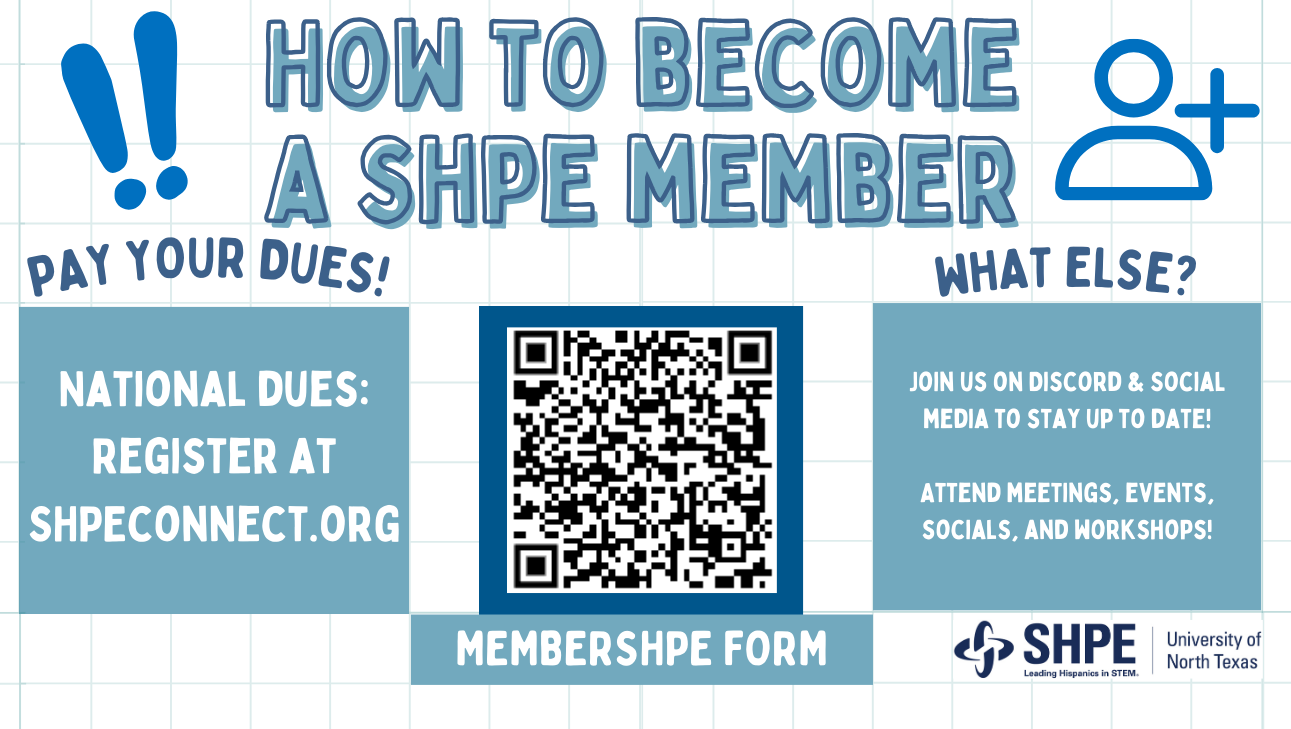 HOW TO BECOME
A SHPE MEMBER
PAY YOUR DUES!
NATIONAL DUES:
REGISTER AT
SHPECONNECT.ORG
MEMBERSHPE FORM
WHAT ELSE?
JOIN US ON DISCORD & SOCIAL
MEDIA TO STAY UP TO DATE!
ATTEND MEETINGS, EVENTS,
SOCIALS, AND WORKSHOPS!
SHPE
Leading Hispanics in STEM.
University of
North Texas